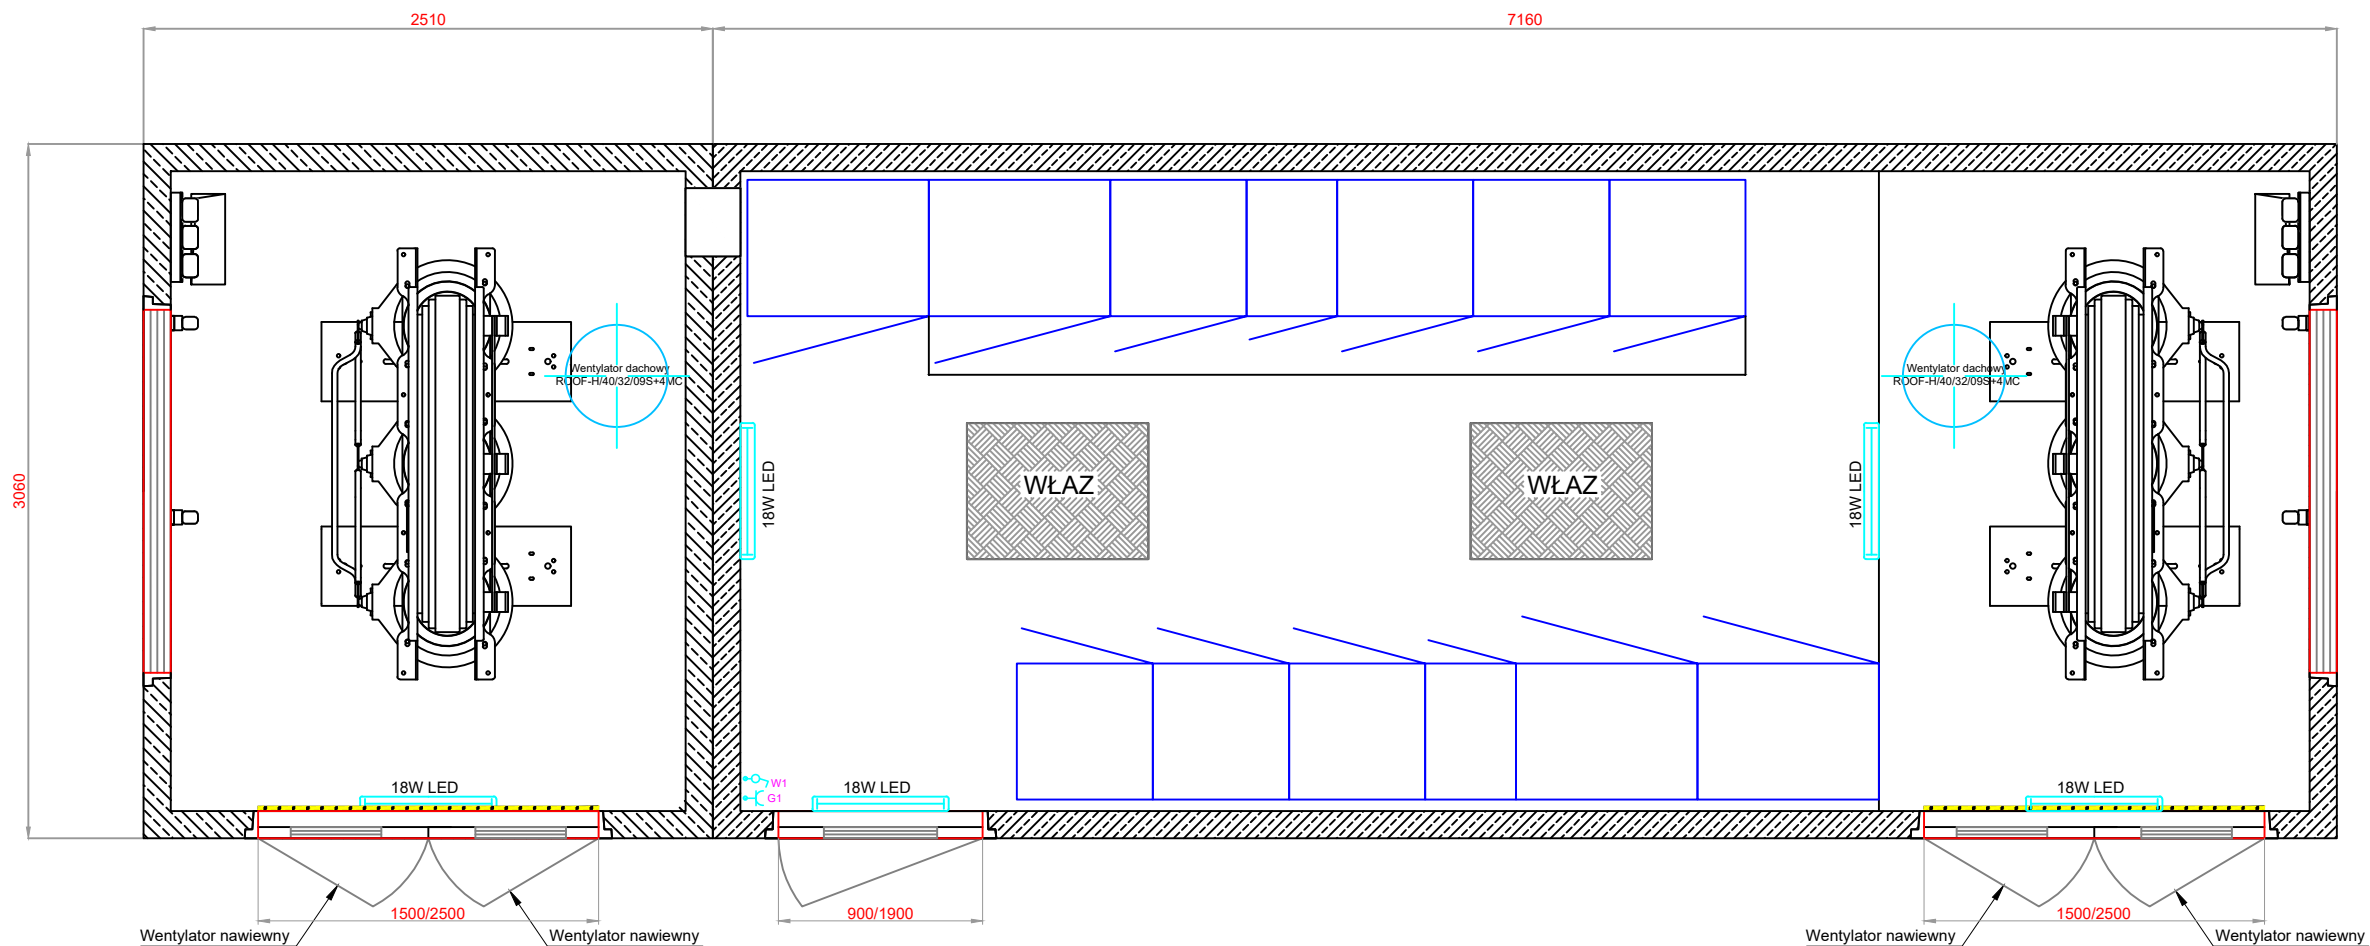 2510
7160
3060
Wentylator dachowy
ROOF-H/40/32/09S+4MC
Wentylator dachowy
ROOF-H/40/32/09S+4MC
18W LED
WŁAZ
WŁAZ
18W LED
18W LED
W1
G1
18W LED
18W LED
1500/2500
900/1900
1500/2500
Wentylator nawiewny
Wentylator nawiewny
Wentylator nawiewny
Wentylator nawiewny